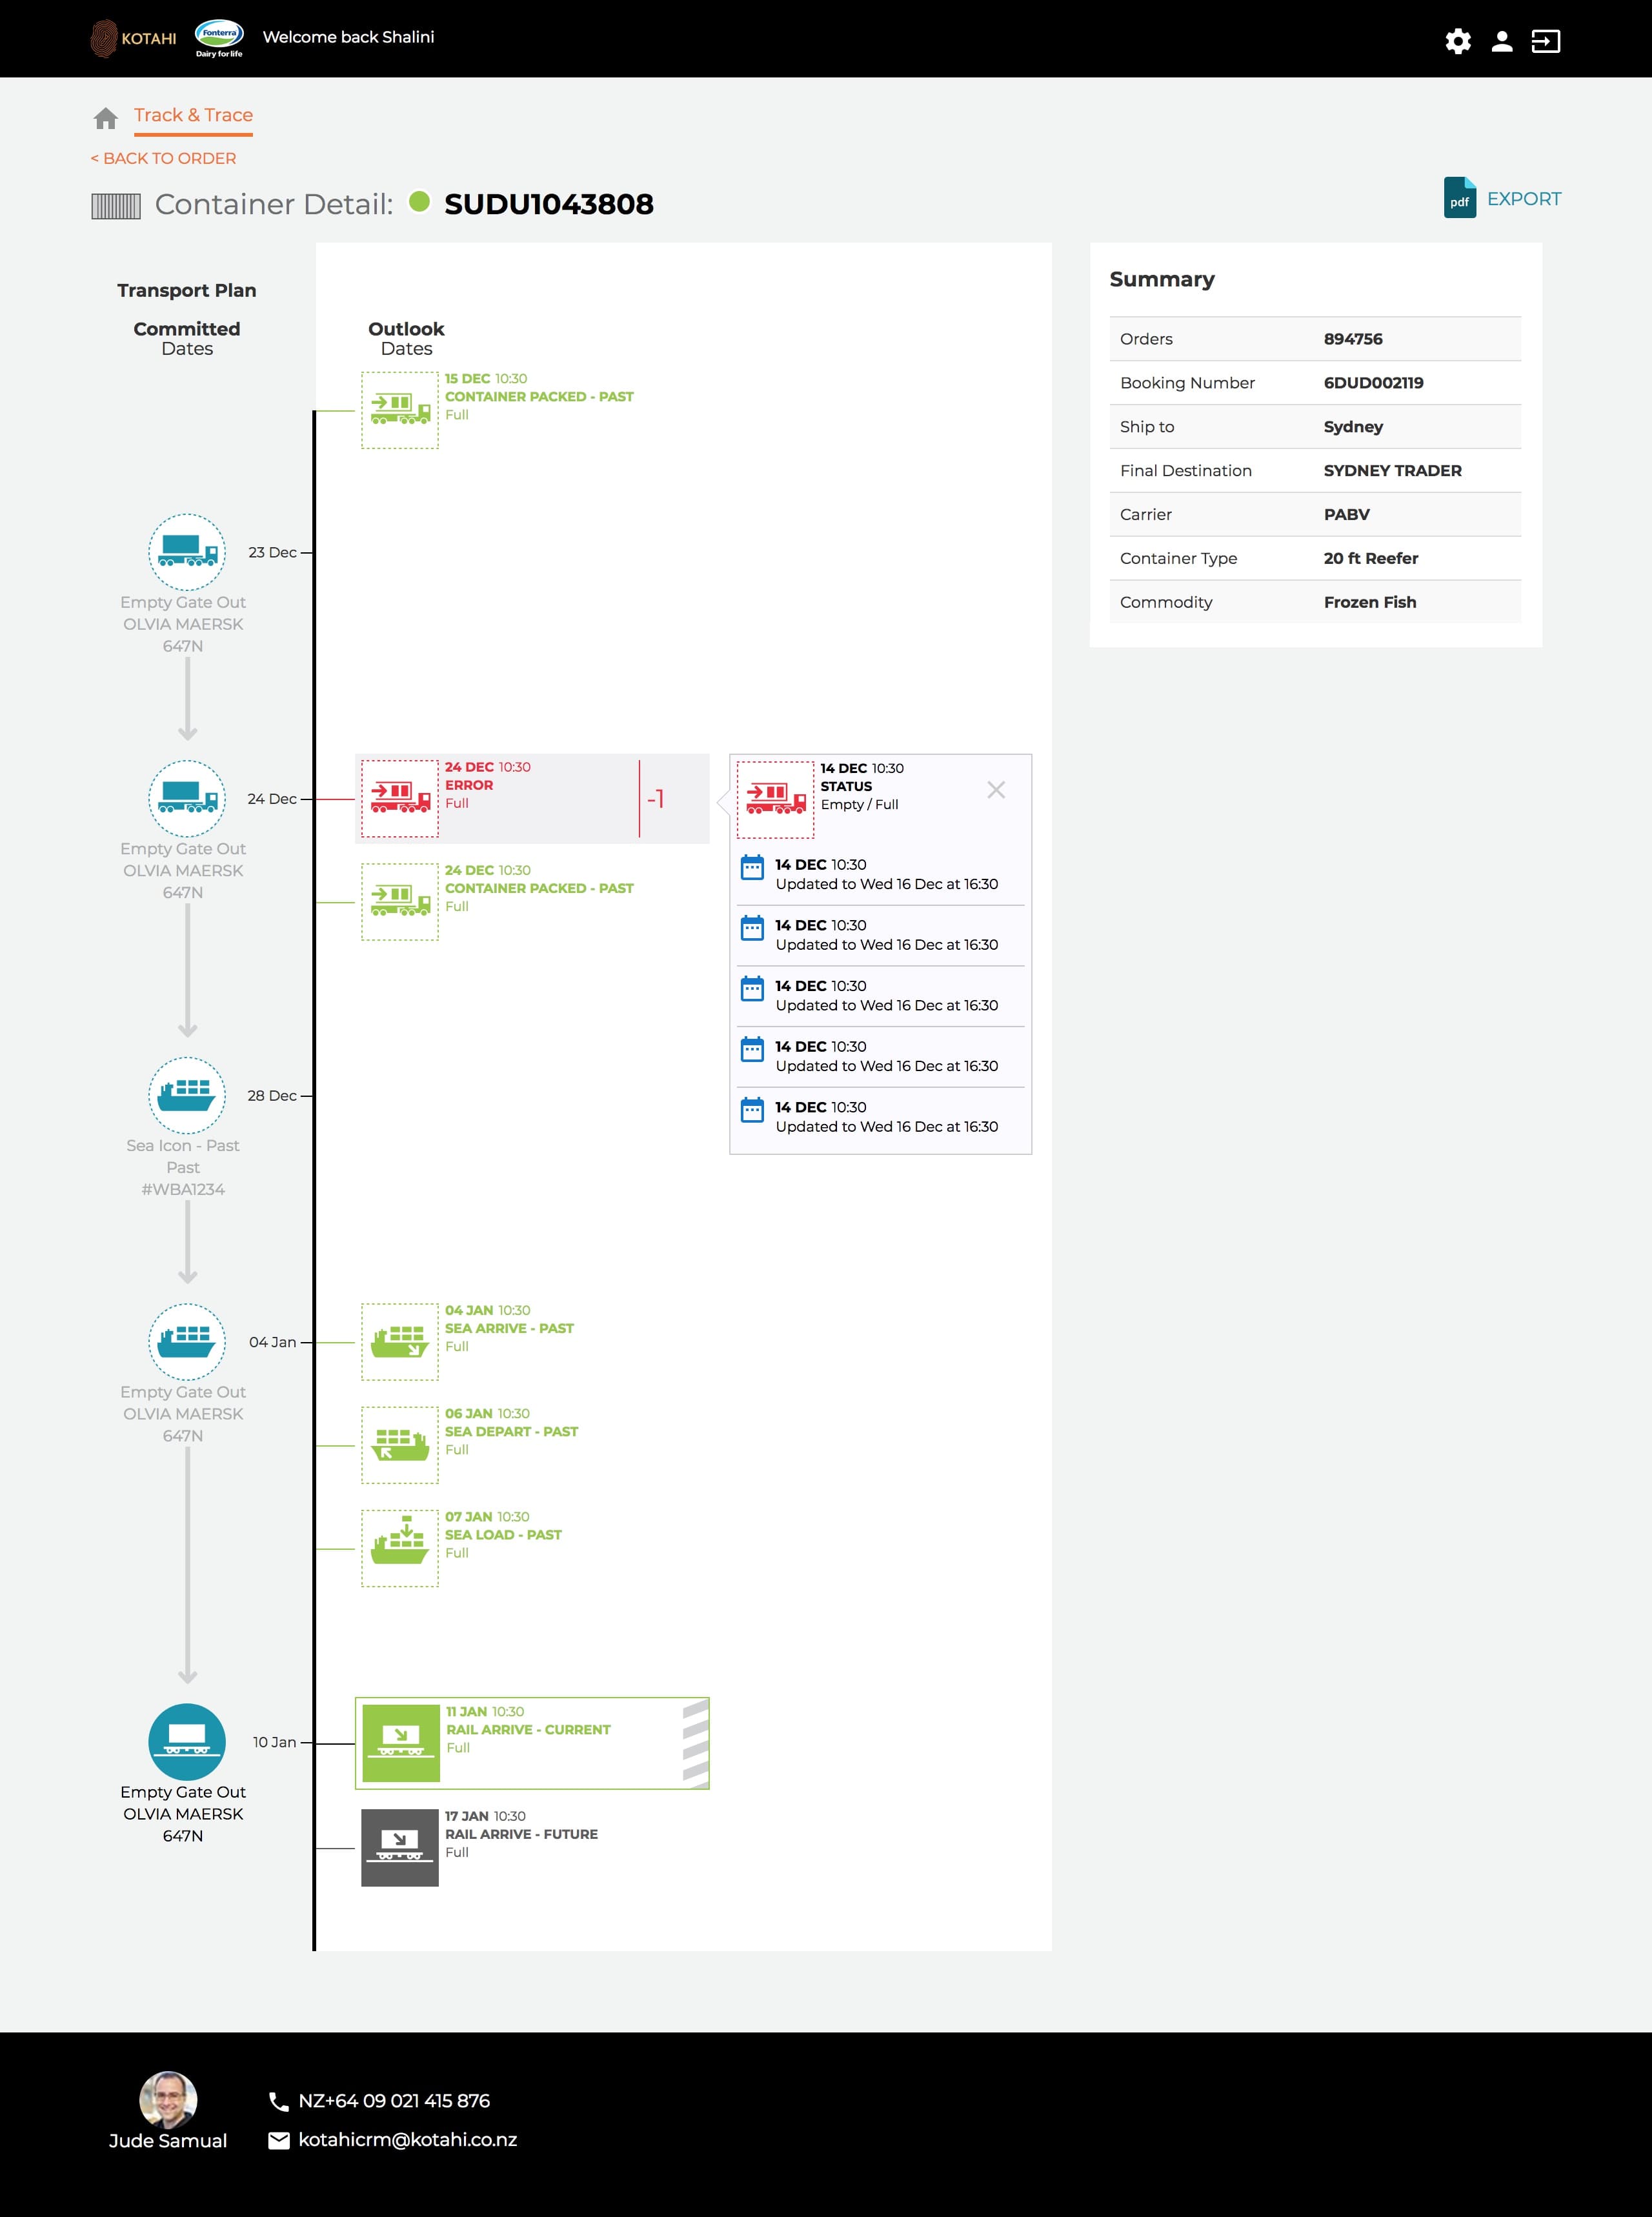 KOTAHI
Fonterra
Dairy for life
Welcome back Shalini
Track & Trace
< BACK TO ORDER
Container Detail: SUDU1043808
pdf EXPORT
Transport Plan
Committed
Dates
Outlook
Dates
15 DEC 10:30
CONTAINER PACKED - PAST
Full
23 Dec
Empty Gate Out
OLVIA MAERSK
647N
24 Dec
Empty Gate Out
OLVIA MAERSK
647N
24 DEC 10:30
ERROR
Full
-1
24 DEC 10:30
CONTAINER PACKED - PAST
Full
14 DEC 10:30
STATUS
Empty / Full
14 DEC 10:30
Updated to Wed 16 Dec at 16:30
14 DEC 10:30
Updated to Wed 16 Dec at 16:30
14 DEC 10:30
Updated to Wed 16 Dec at 16:30
14 DEC 10:30
Updated to Wed 16 Dec at 16:30
14 DEC 10:30
Updated to Wed 16 Dec at 16:30
28 Dec
Sea Icon - Past
Past
#WBA1234
04 Jan
Empty Gate Out
OLVIA MAERSK
647N
04 JAN 10:30
SEA ARRIVE - PAST
Full
06 JAN 10:30
SEA DEPART - PAST
Full
07 JAN 10:30
SEA LOAD - PAST
Full
10 Jan
Empty Gate Out
OLVIA MAERSK
647N
11 JAN 10:30
RAIL ARRIVE - CURRENT
Full
17 JAN 10:30
RAIL ARRIVE - FUTURE
Full
Summary
Orders 894756
Booking Number 6DUD002119
Ship to Sydney
Final Destination SYDNEY TRADER
Carrier PABV
Container Type 20 ft Reefer
Commodity Frozen Fish
Jude Samual
NZ+64 09 021 415 876
kotahicrm@kotahi.co.nz